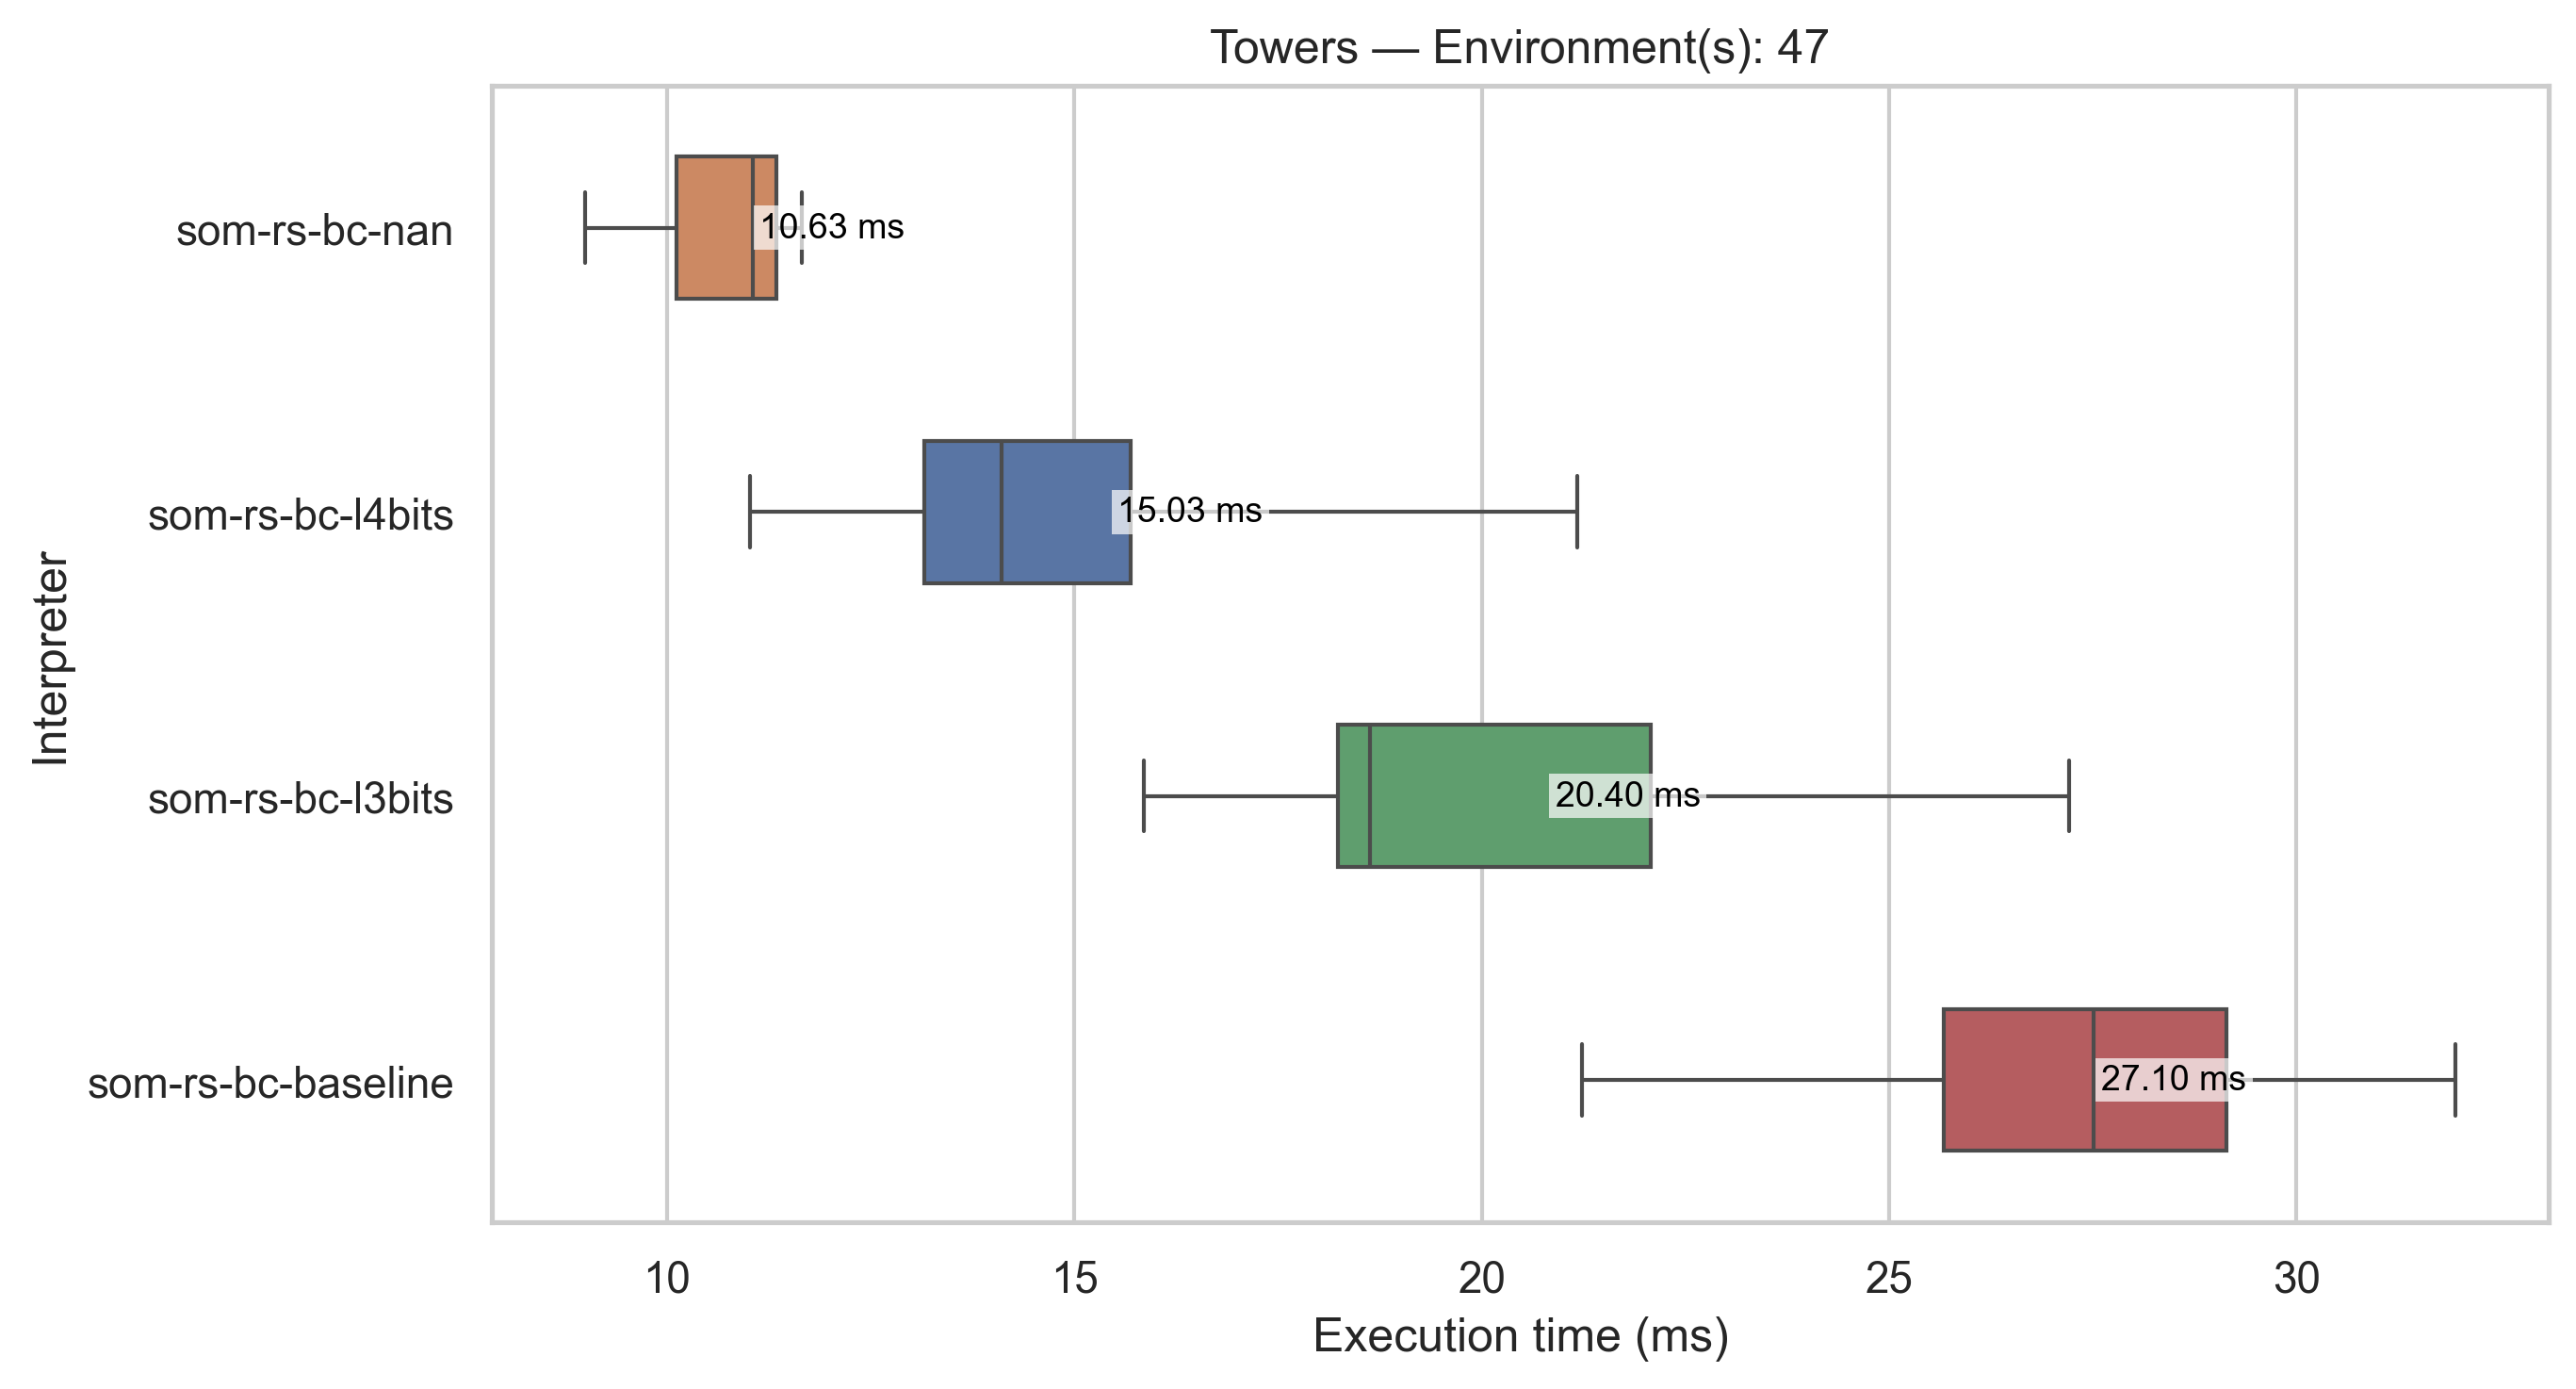 Towers — Environment(s): 47
Interpreter
som-rs-bc-nan
10.63 ms
som-rs-bc-l4bits
15.03 ms
som-rs-bc-l3bits
20.40 ms
som-rs-bc-baseline
27.10 ms
10 15 20 25 30
Execution time (ms)